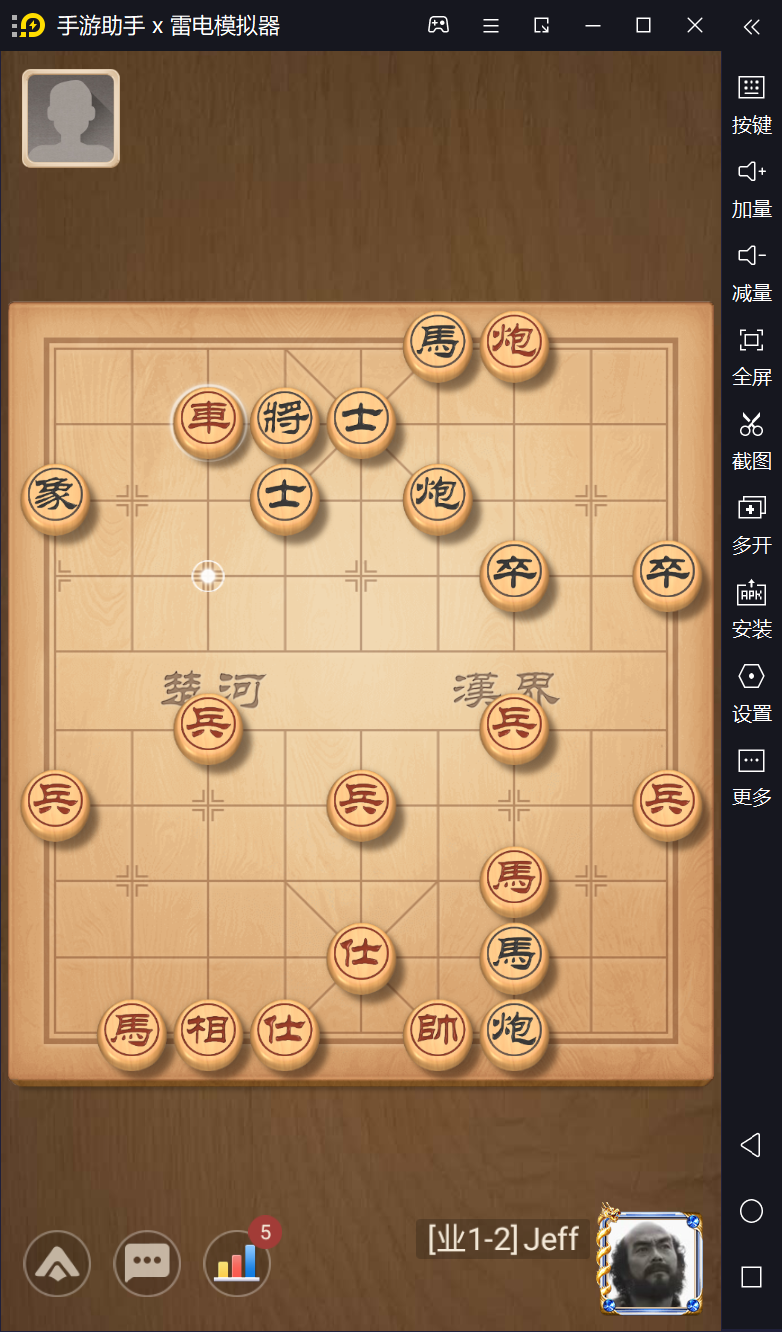 手游助手 x 雷电模拟器
按键
加量
减量
全屏
截图
多开
APK
安装
设置
更多
馬 炮
車 將 士
象 士 炮
卒 卒
楚河 漢界
兵 兵
兵 兵 兵
馬
仕 馬
馬 相 仕 帥 炮
5
[业1-2] Jeff